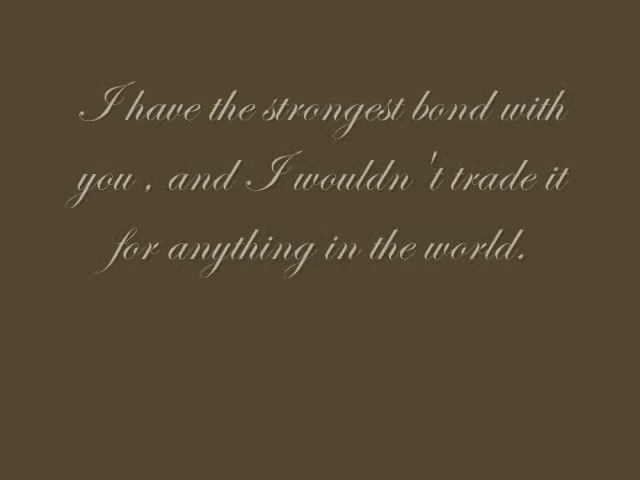 I have the strongest bond with
you , and I wouldn 't trade it
for anything in the world.